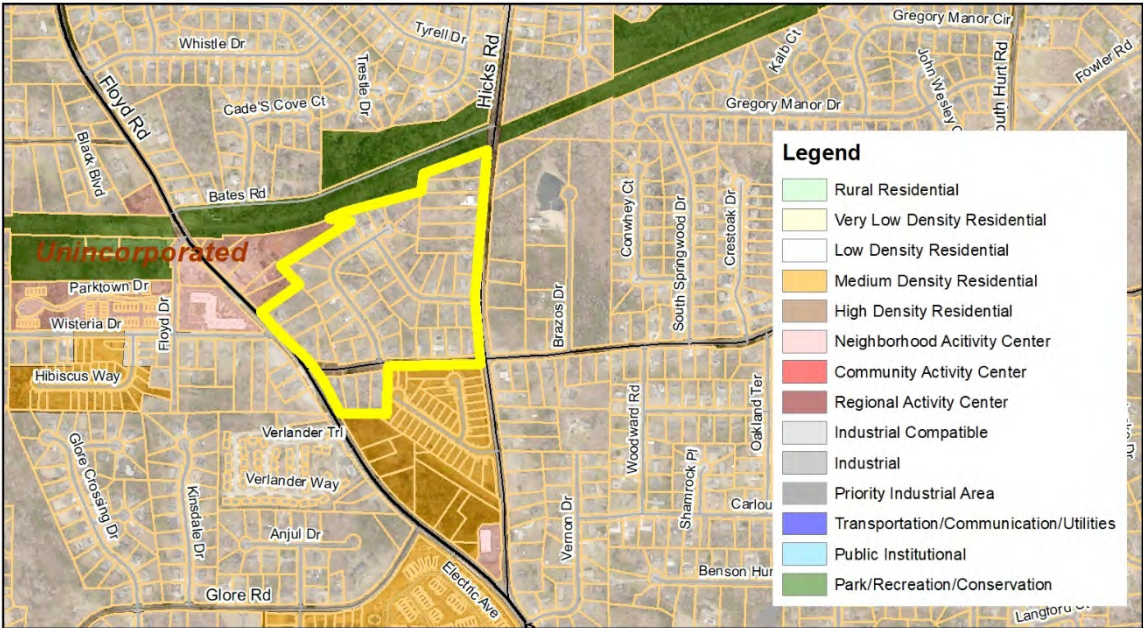 Gregory Manor Cir
Tyrell Dr
Whistle Dr
Kalb Ct
Fowler Rd
Hicks Rd
Trestle Dr
Floyd Rd
John Wesley
outh Hurt Rd
Cade'S Cove Ct
Gregory Manor Dr
Black Blvd
Bates Rd
Conwhey Ct
South Springwood Dr
Crestoak Dr
Unincorporated
Parktown Dr
Wisteria Dr
Floyd Dr
Brazos Dr
Hibiscus Way
Woodward Rd
Oakland Ter
Verlander Trl
Glore Crossing Dr
Kinsdale Dr
Verlander Way
Shamrock Pl
Vernon Dr
Anjul Dr
Carlou
Electric Ave
Benson Hur
Glore Rd
Langford
Legend
Rural Residential
Very Low Density Residential
Low Density Residential
Medium Density Residential
High Density Residential
Neighborhood Acitivity Center
Community Activity Center
Regional Activity Center
Industrial Compatible
Industrial
Priority Industrial Area
Transportation/Communication/Utilities
Public Institutional
Park/Recreation/Conservation